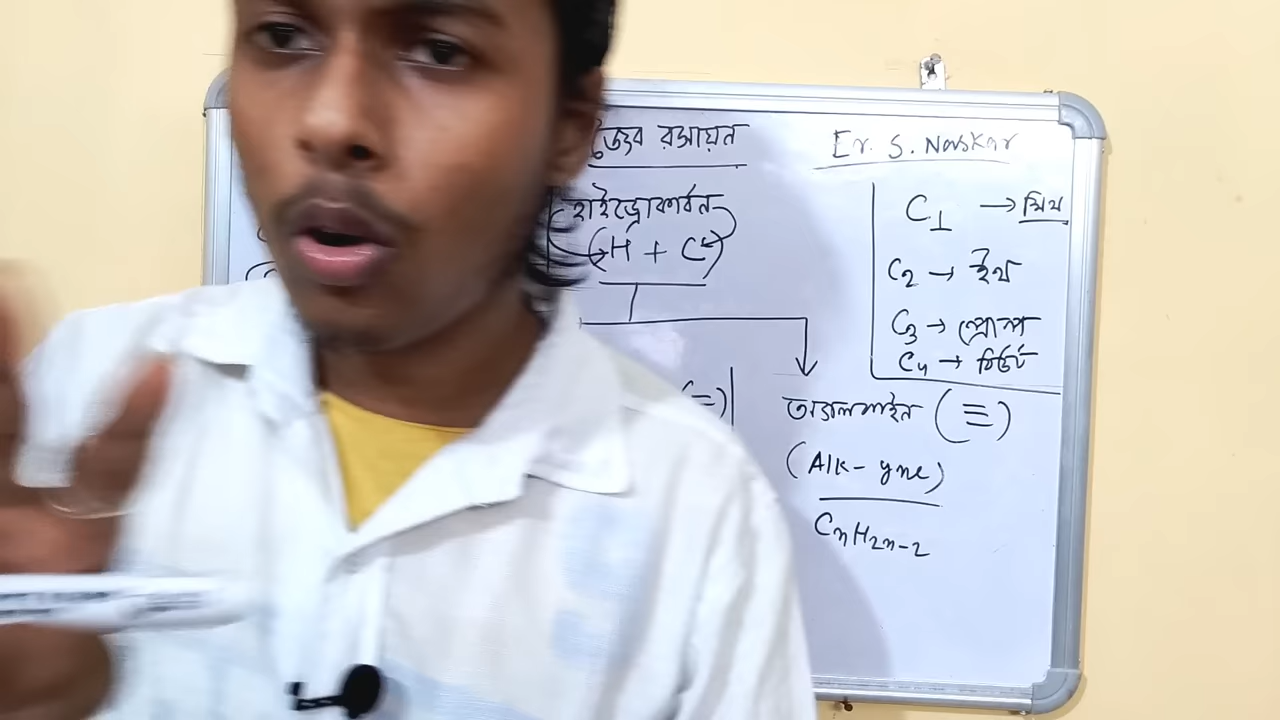 জৈব রসায়ন
Er. S. Naskar
হাইড্রোকার্বন
(H + C)
C1 → মিথ
C2 → ইথ
C3 → প্রোপ
C4 → বিউট
(=)
অ্যালকাইন (≡)
(Alk-yne)
CnH2n-2